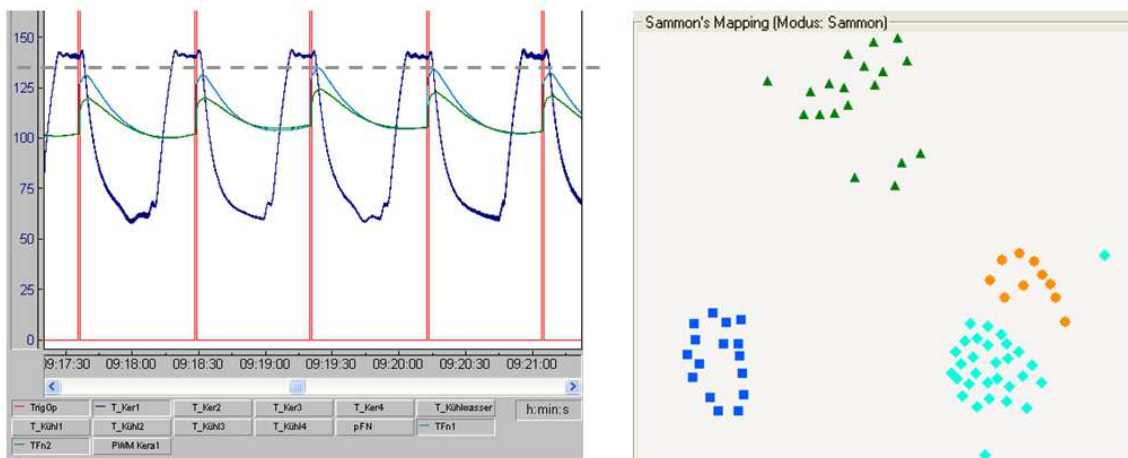 Sammon's Mapping (Modus: Sammon)
150
125
100
75
50
25
0
09:17:30 09:18:00 09:18:30 09:19:00 09:19:30 09:20:00 09:20:30 09:21:00
TrigOp T_Ker1 T_Ker2 T_Ker3 T_Ker4 T_Kühlwasser h:min:s
T_Kühl1 T_Kühl2 T_Kühl3 T_Kühl4 pFN TFn1
TFn2 PWM Kera1